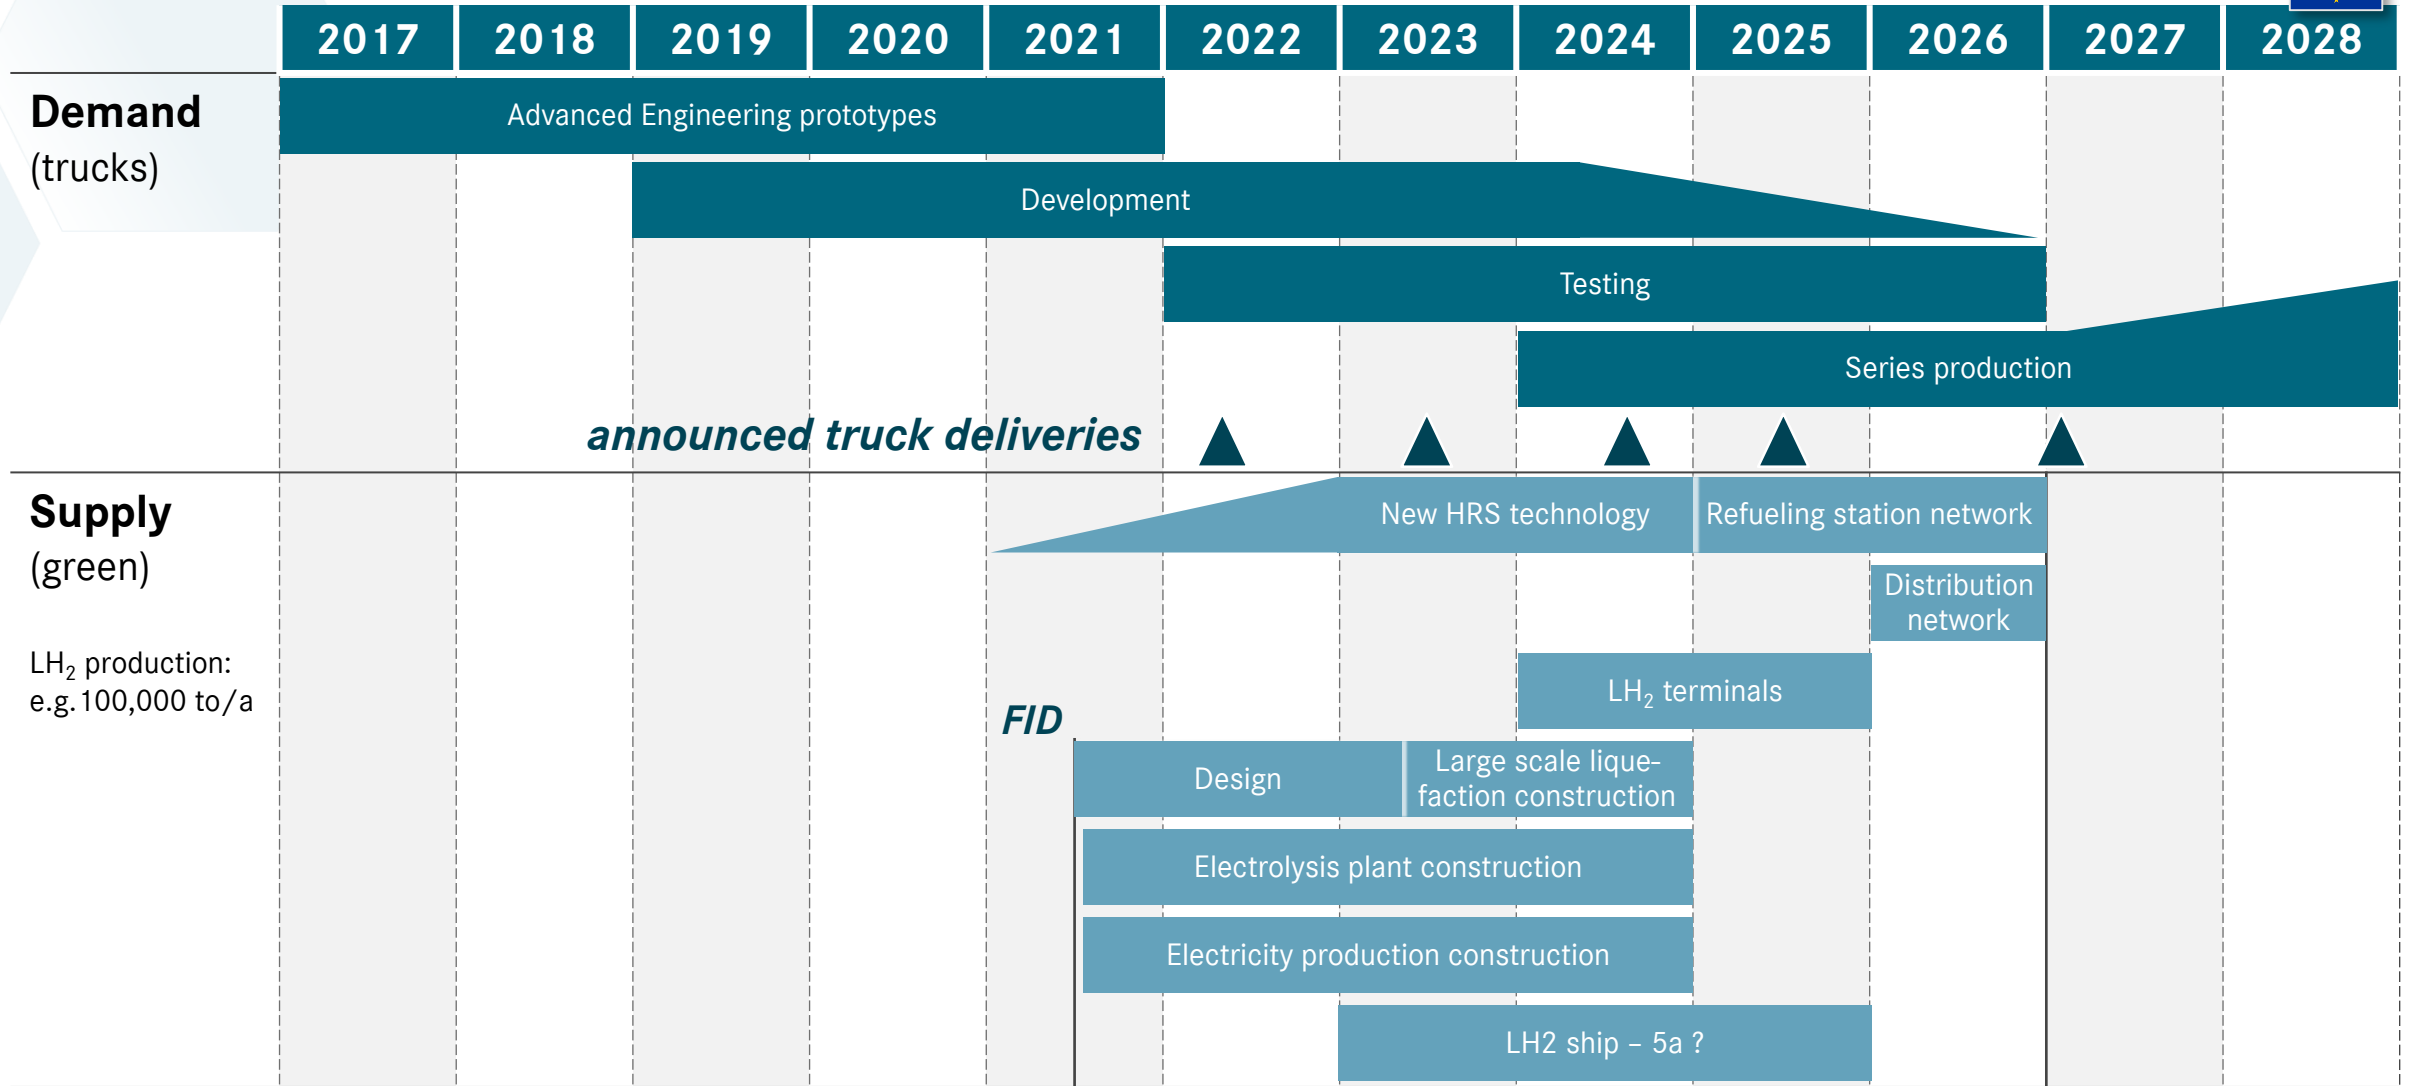 2017 2018 2019 2020 2021 2022 2023 2024 2025 2026 2027 2028
Demand
(trucks)
Advanced Engineering prototypes
Development
Testing
Series production
announced truck deliveries
Supply
(green)
LH₂ production:
e.g. 100,000 to/a
New HRS technology
Refueling station network
Distribution
network
LH₂ terminals
FID
Design
Large scale lique-
faction construction
Electrolysis plant construction
Electricity production construction
LH2 ship – 5a ?